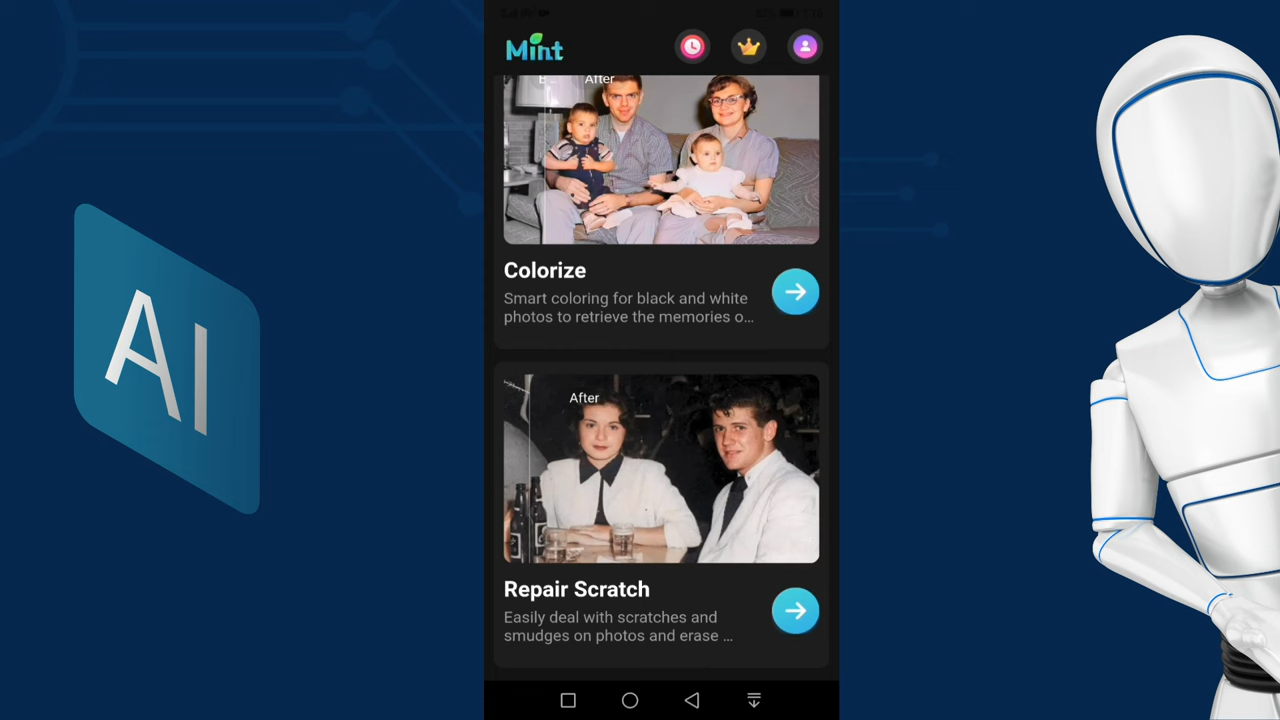 Mint
After
AI
Colorize
Smart coloring for black and white
photos to retrieve the memories o...
After
Repair Scratch
Easily deal with scratches and
smudges on photos and erase ...